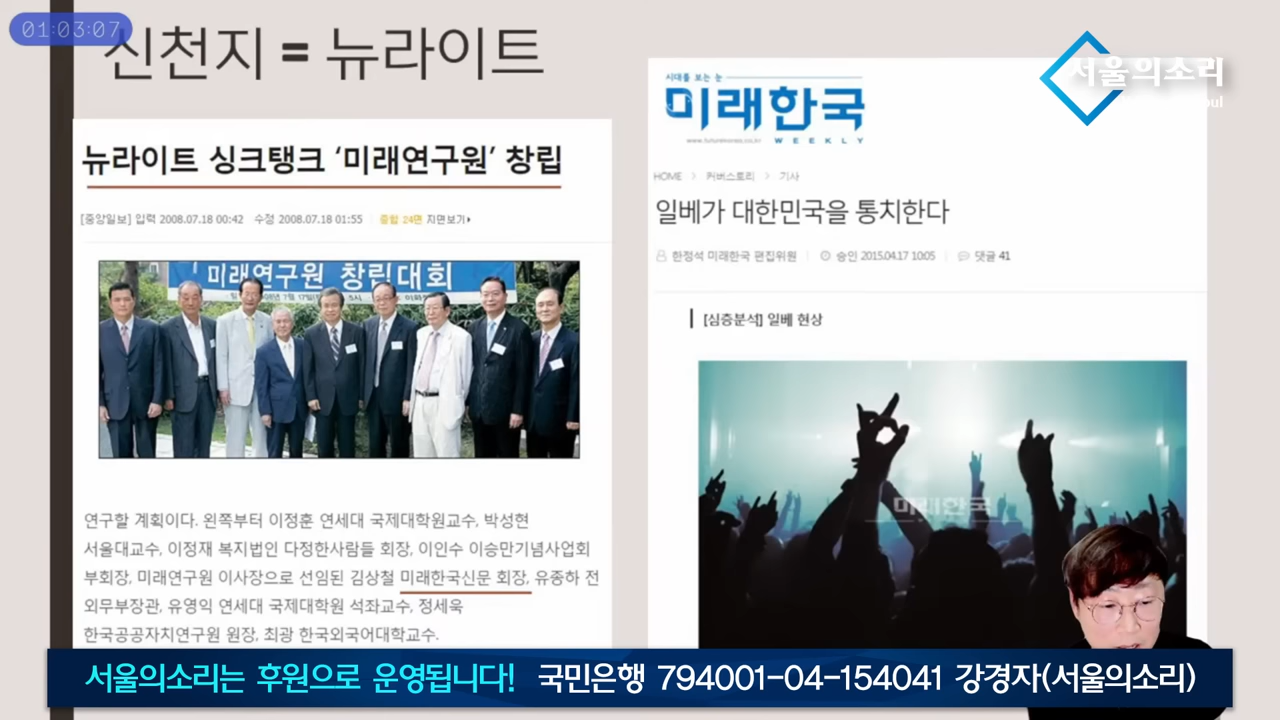 01:03:07
신천지 = 뉴라이트
서울의소리
뉴라이트 싱크탱크 ‘미래연구원’ 창립
[중앙일보] 입력 2008.07.18 00:42 수정 2008.07.18 01:55 종합 24면 지면보기
미래연구원 창립대회
연구할 계획이다. 왼쪽부터 이정훈 연세대 국제대학원교수, 박성현
서울대교수, 이정재 복지법인 다정한사람들 회장, 이인수 이승만기념사업회
부회장, 미래연구원 이사장으로 선임된 김상철 미래한국신문 회장, 유종하 전
외무부장관, 유영익 연세대 국제대학원 석좌교수, 정세욱
한국공공자치연구원 원장, 최광 한국외국어대학교수.
시대를 보는 눈
미래한국
www.futurekorea.co.kr WEEKLY
HOME > 커버스토리 > 기사
일베가 대한민국을 통치한다
한정석 미래한국 편집위원 승인 2015.04.17 10:05 댓글 41
[심층분석] 일베 현상
미래한국
서울의소리는 후원으로 운영됩니다! 국민은행 794001-04-154041 강경자(서울의소리)